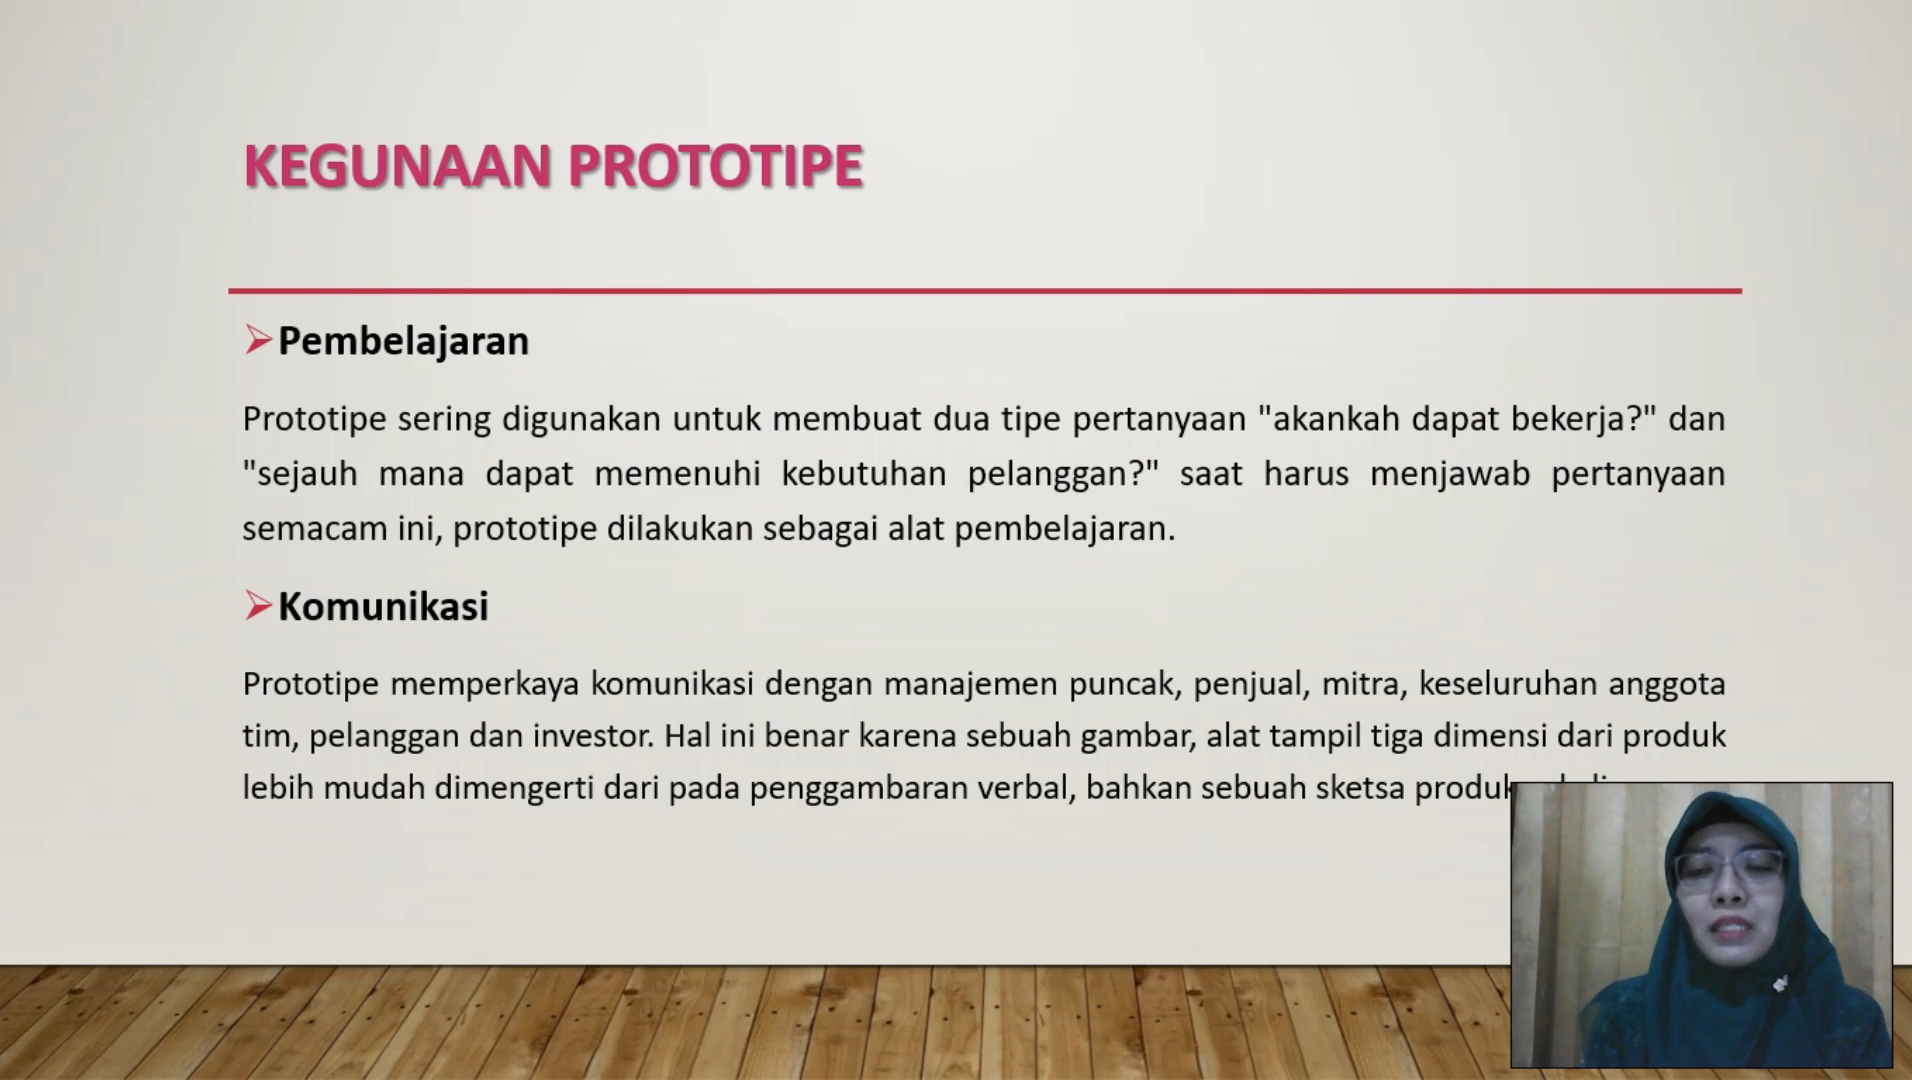 KEGUNAAN PROTOTIPE
Pembelajaran
Prototipe sering digunakan untuk membuat dua tipe pertanyaan "akankah dapat bekerja?" dan
"sejauh mana dapat memenuhi kebutuhan pelanggan?" saat harus menjawab pertanyaan
semacam ini, prototipe dilakukan sebagai alat pembelajaran.
Komunikasi
Prototipe memperkaya komunikasi dengan manajemen puncak, penjual, mitra, keseluruhan anggota
tim, pelanggan dan investor. Hal ini benar karena sebuah gambar, alat tampil tiga dimensi dari produk
lebih mudah dimengerti dari pada penggambaran verbal, bahkan sebuah sketsa produk